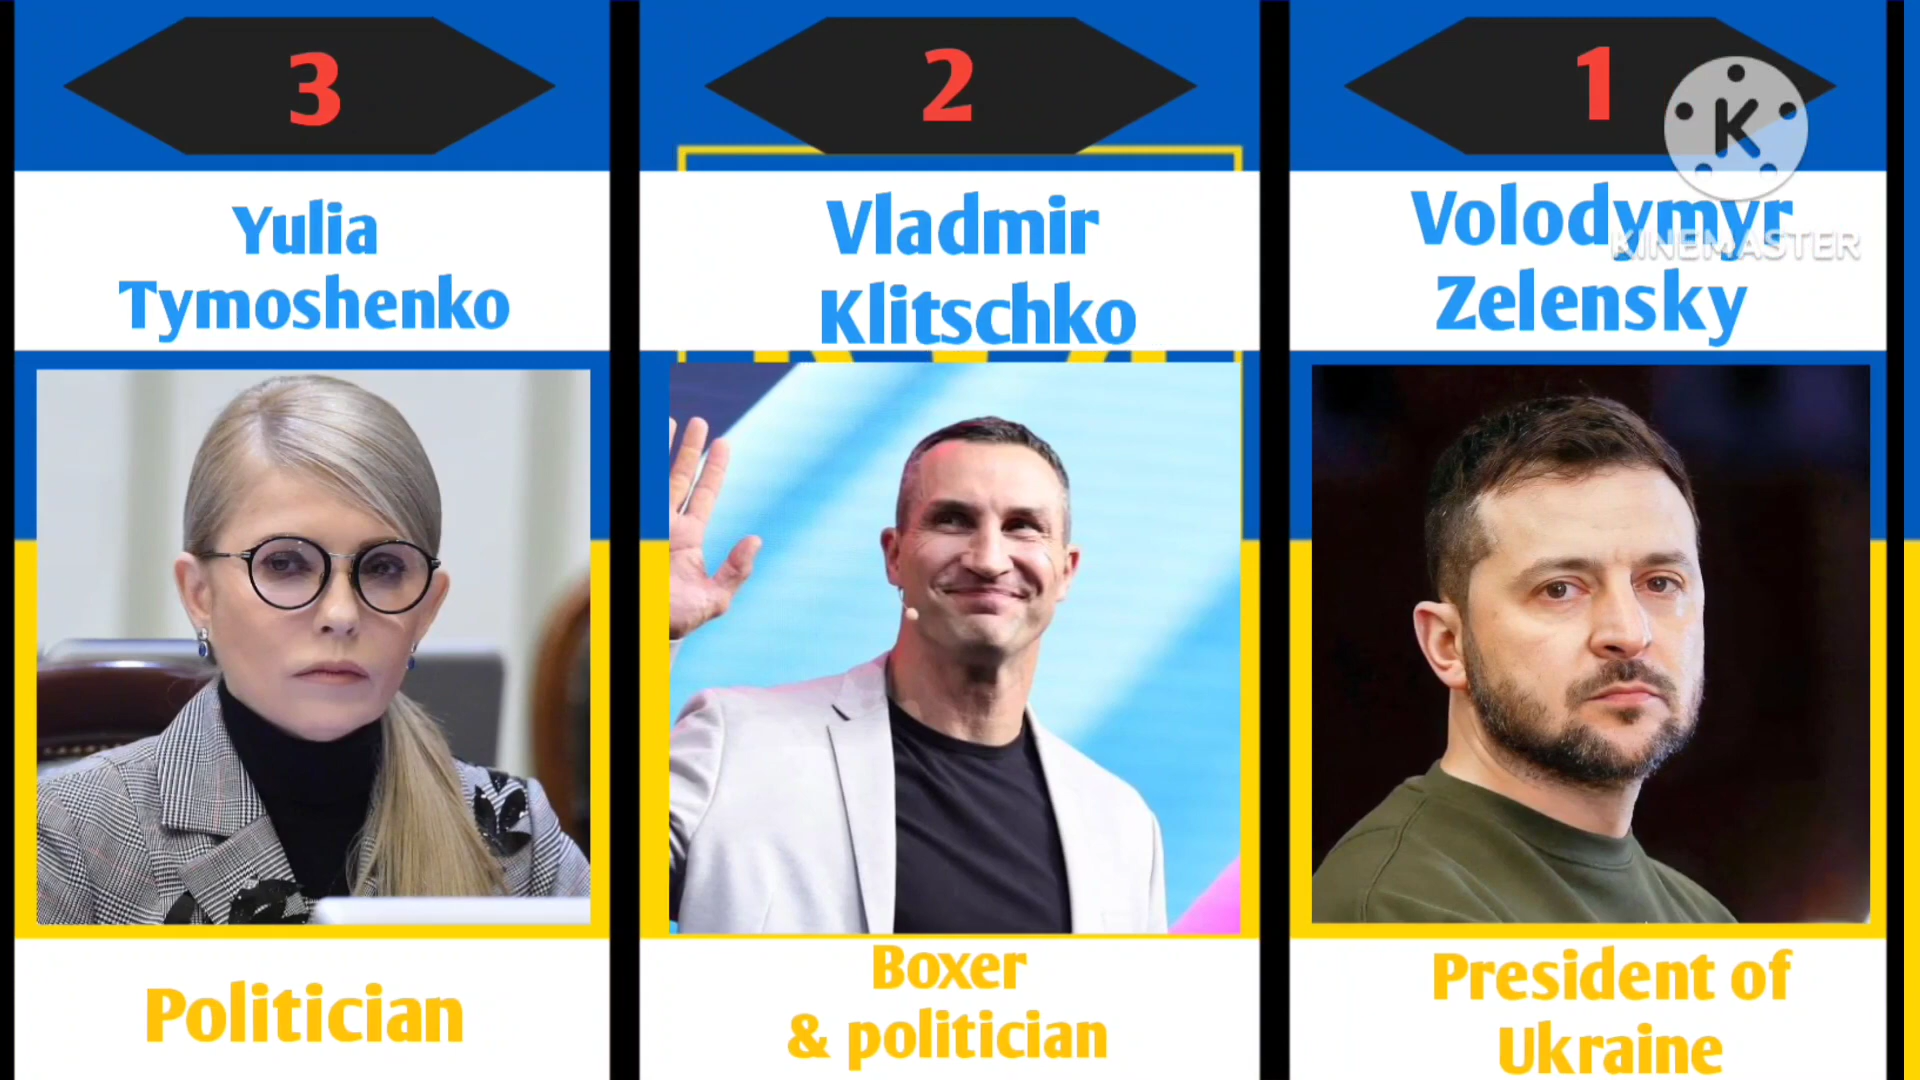 3
Yulia
Tymoshenko
Politician
2
Vladmir
Klitschko
Boxer
& politician
1
K
KINEMASTER
Volodymyr
Zelensky
President of
Ukraine